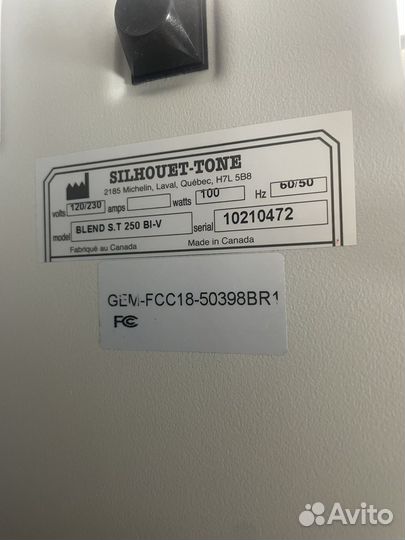 SILHOUET-TONE
2185 Michelin, Laval, Québec, H7L 5B8
volts 120/230 amps watts 100 Hz 60/50
model BLEND S.T 250 BI-V serial 10210472
Fabriqué au Canada Made in Canada
GEM-FCC18-50398BR1
FC
Avito